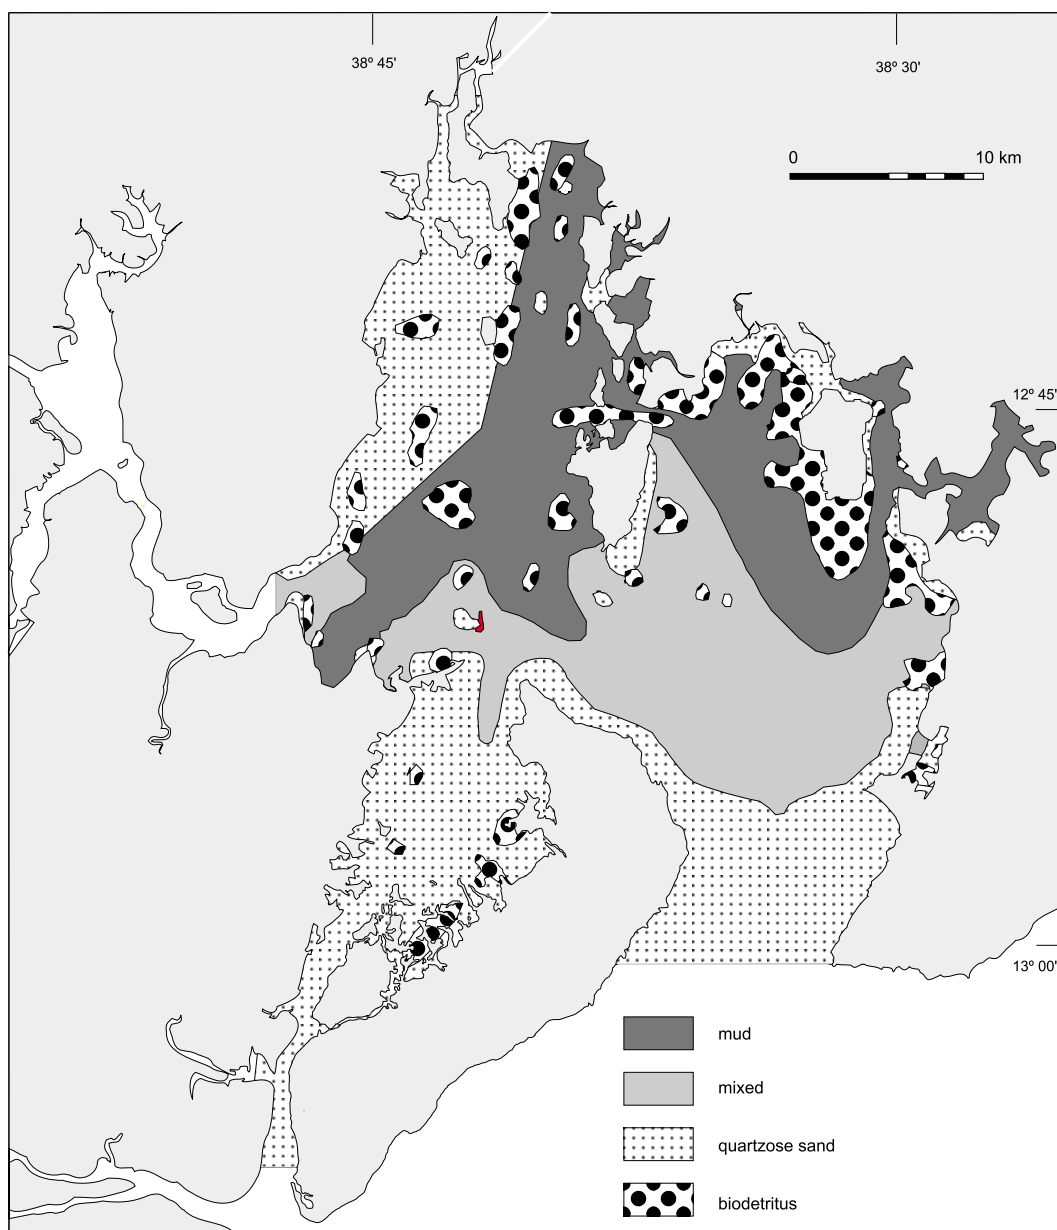 38º 45'
38º 30'
0
10 km
12º 45'
13º 00'
mud
mixed
quartzose sand
biodetritus